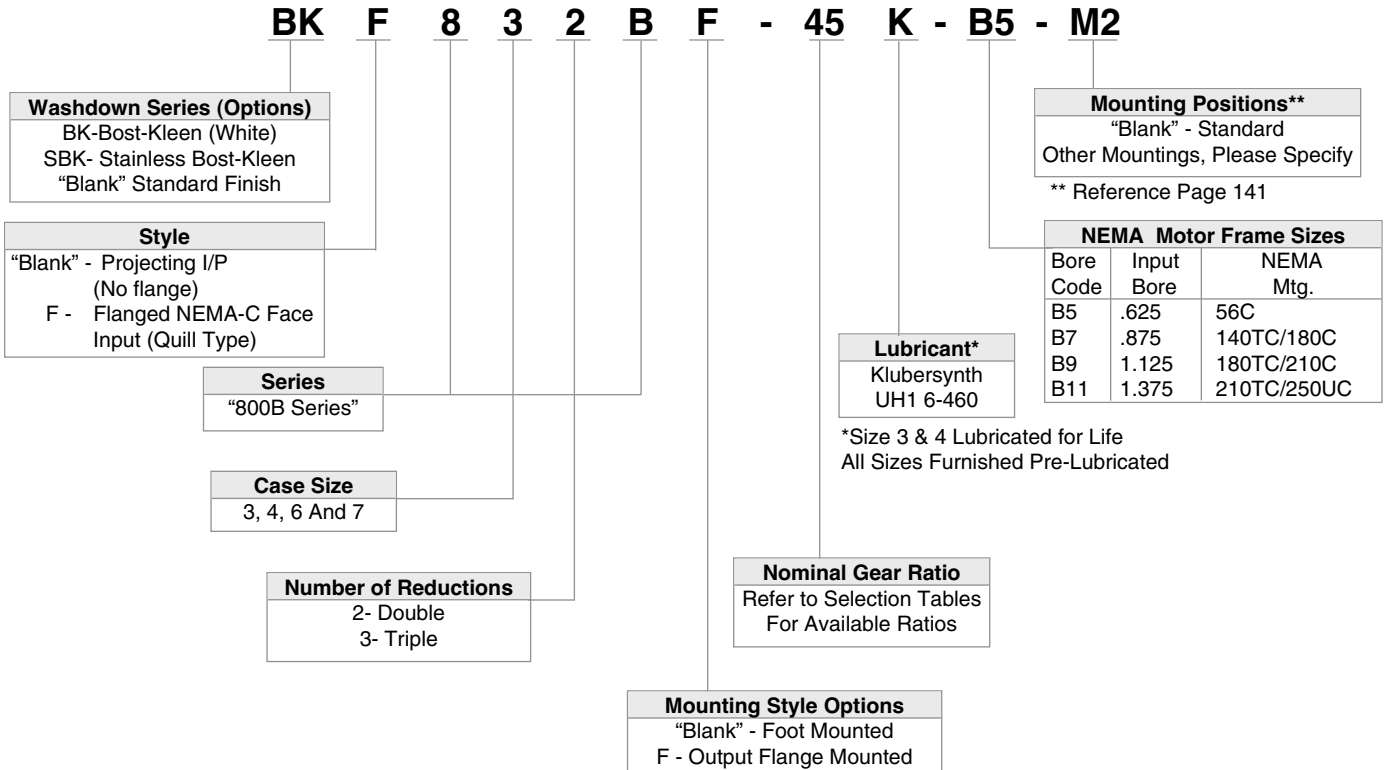 BK F 8 3 2 B F - 45 K - B5 - M2
Washdown Series (Options)
BK-Bost-Kleen (White)
SBK- Stainless Bost-Kleen
“Blank” Standard Finish
Mounting Positions**
“Blank” - Standard
Other Mountings, Please Specify
** Reference Page 141
Style
“Blank” - Projecting I/P
(No flange)
F - Flanged NEMA-C Face
Input (Quill Type)
NEMA Motor Frame Sizes
Bore Input NEMA
Code Bore Mtg.
B5 .625 56C
B7 .875 140TC/180C
B9 1.125 180TC/210C
B11 1.375 210TC/250UC
Lubricant*
Klubersynth
UH1 6-460
*Size 3 & 4 Lubricated for Life
All Sizes Furnished Pre-Lubricated
Series
“800B Series”
Case Size
3, 4, 6 And 7
Number of Reductions
2- Double
3- Triple
Nominal Gear Ratio
Refer to Selection Tables
For Available Ratios
Mounting Style Options
“Blank” - Foot Mounted
F - Output Flange Mounted